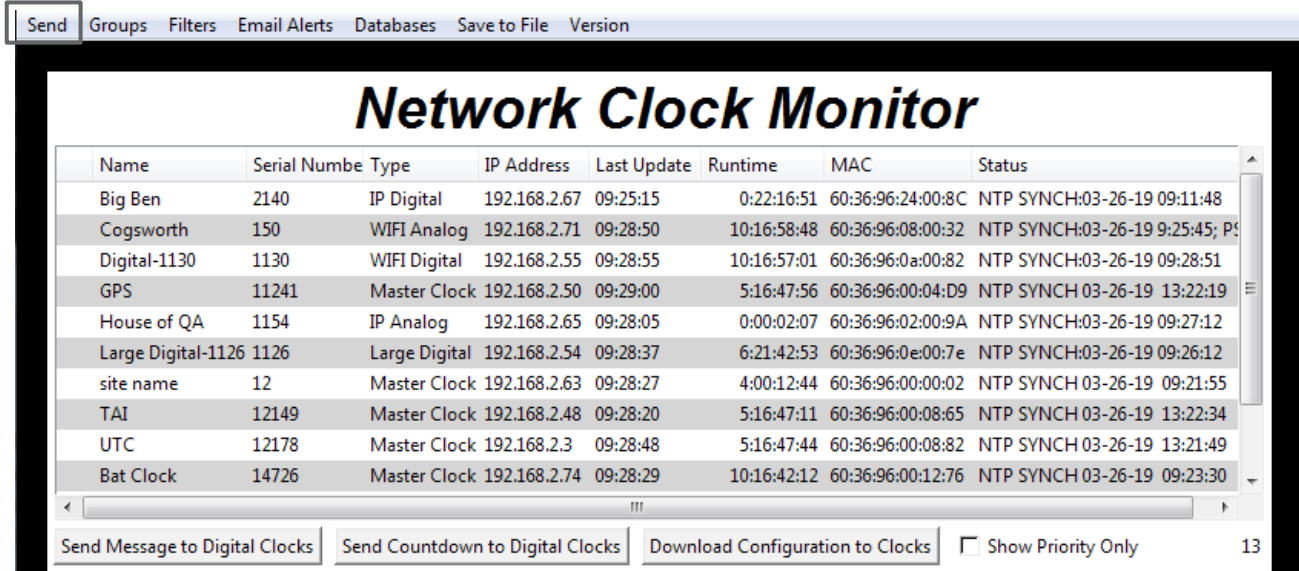 Send Groups Filters Email Alerts Databases Save to File Version
Network Clock Monitor
Name Serial Numbe Type IP Address Last Update Runtime MAC Status
Big Ben 2140 IP Digital 192.168.2.67 09:25:15 0:22:16:51 60:36:96:24:00:8C NTP SYNCH:03-26-19 09:11:48
Cogsworth 150 WIFI Analog 192.168.2.71 09:28:50 10:16:58:48 60:36:96:08:00:32 NTP SYNCH:03-26-19 9:25:45; PS
Digital-1130 1130 WIFI Digital 192.168.2.55 09:28:55 10:16:57:01 60:36:96:0a:00:82 NTP SYNCH:03-26-19 09:28:51
GPS 11241 Master Clock 192.168.2.50 09:29:00 5:16:47:56 60:36:96:00:04:D9 NTP SYNCH 03-26-19 13:22:19
House of QA 1154 IP Analog 192.168.2.65 09:28:05 0:00:02:07 60:36:96:02:00:9A NTP SYNCH:03-26-19 09:27:12
Large Digital-1126 1126 Large Digital 192.168.2.54 09:28:37 6:21:42:53 60:36:96:0e:00:7e NTP SYNCH:03-26-19 09:26:12
site name 12 Master Clock 192.168.2.63 09:28:27 4:00:12:44 60:36:96:00:00:02 NTP SYNCH 03-26-19 09:21:55
TAI 12149 Master Clock 192.168.2.48 09:28:20 5:16:47:11 60:36:96:00:08:65 NTP SYNCH 03-26-19 13:22:34
UTC 12178 Master Clock 192.168.2.3 09:28:48 5:16:47:44 60:36:96:00:08:82 NTP SYNCH 03-26-19 13:21:49
Bat Clock 14726 Master Clock 192.168.2.74 09:28:29 10:16:42:12 60:36:96:00:12:76 NTP SYNCH 03-26-19 09:23:30
Send Message to Digital Clocks Send Countdown to Digital Clocks Download Configuration to Clocks Show Priority Only 13